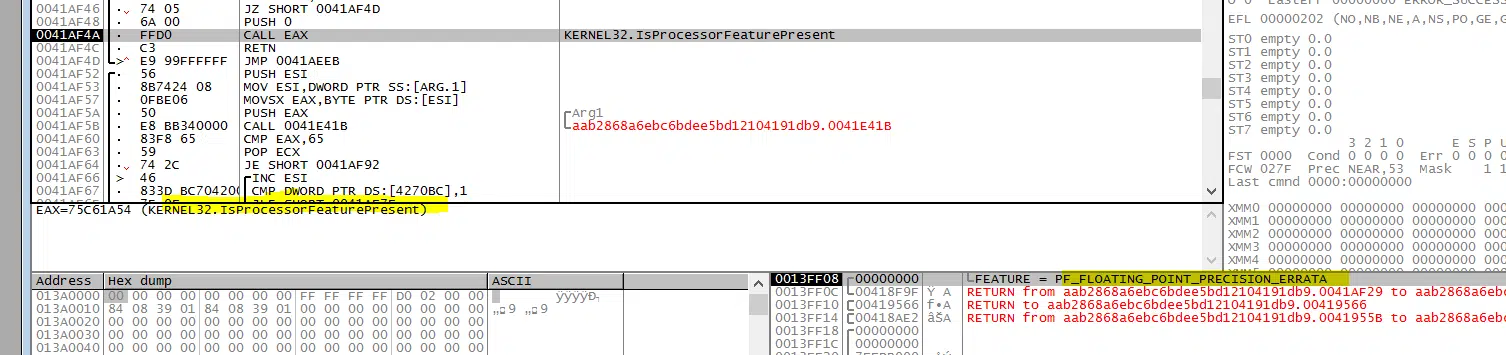 0041AF46 74 05 JZ SHORT 0041AF4D
0041AF48 6A 00 PUSH 0
0041AF4A FFD0 CALL EAX KERNEL32.IsProcessorFeaturePresent
0041AF4C C3 RETN
0041AF4D E9 99FFFFFF JMP 0041AEEB
0041AF52 56 PUSH ESI
0041AF53 8B7424 08 MOV ESI,DWORD PTR SS:[ARG.1]
0041AF57 0FBE06 MOVSX EAX,BYTE PTR DS:[ESI]
0041AF5A 50 PUSH EAX Arg1
0041AF5B E8 BB340000 CALL 0041E41B aab2868a6ebc6bdee5bd12104191db9.0041E41B
0041AF60 83F8 65 CMP EAX,65
0041AF63 59 POP ECX
0041AF64 74 2C JE SHORT 0041AF92
0041AF66 46 INC ESI
0041AF67 833D BC704200 CMP DWORD PTR DS:[4270BC],1
EAX=75C61A54 (KERNEL32.IsProcessorFeaturePresent)
EFL 00000202 (NO,NB,NE,A,NS,PO,GE,G
ST0 empty 0.0
ST1 empty 0.0
ST2 empty 0.0
ST3 empty 0.0
ST4 empty 0.0
ST5 empty 0.0
ST6 empty 0.0
ST7 empty 0.0
3 2 1 0 E S P U
FST 0000 Cond 0 0 0 0 Err 0 0 0 0
FCW 027F Prec NEAR,53 Mask 1 1
Last cmnd 0000:00000000
XMM0 00000000 00000000 00000000 000
XMM1 00000000 00000000 00000000 000
XMM2 00000000 00000000 00000000 000
XMM3 00000000 00000000 00000000 000
XMM4 00000000 00000000 00000000 000
Address Hex dump ASCII
013A0000 00 00 00 00 00 00 00 00 FF FF FF FF D0 02 00 00 ÿÿÿÿÐ
013A0010 84 08 39 01 84 08 39 01 00 00 00 00 00 00 00 00 „◘9 „◘9
013A0020 00 00 00 00 00 00 00 00 00 00 00 00 00 00 00 00
013A0030 00 00 00 00 00 00 00 00 00 00 00 00 00 00 00 00
013A0040 00 00 00 00 00 00 00 00 00 00 00 00 00 00 00 00
0013FF08 00000000 FEATURE = PF_FLOATING_POINT_PRECISION_ERRATA
0013FF0C 00418F9F Ÿ A RETURN from aab2868a6ebc6bdee5bd12104191db9.0041AF29 to aab2868a6ebc
0013FF10 00419566 f•A RETURN to aab2868a6ebc6bdee5bd12104191db9.00419566
0013FF14 00418AE2 âŠA RETURN from aab2868a6ebc6bdee5bd12104191db9.0041955B to aab2868a6ebc
0013FF18 00000000
0013FF1C 00000000